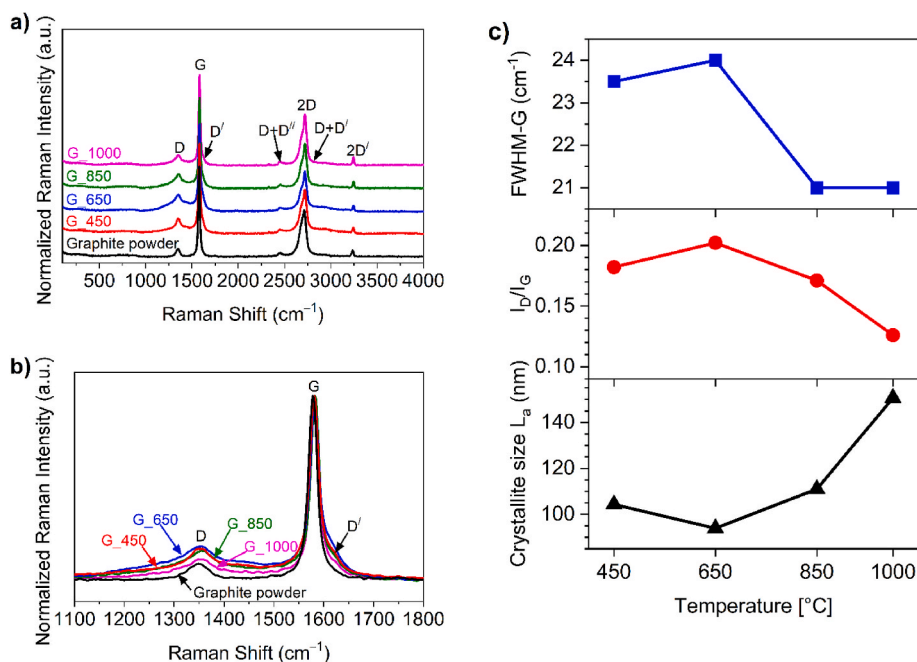 a)
Normalized Raman Intensity (a.u.)
G
2D
D
D/
D+D//
D+D/
2D/
G_1000
G_850
G_650
G_450
Graphite powder
500 1000 1500 2000 2500 3000 3500 4000
Raman Shift (cm⁻¹)
b)
Normalized Raman Intensity (a.u.)
G
G_650
D
G_850
D/
G_450
G_1000
Graphite powder
1100 1200 1300 1400 1500 1600 1700 1800
Raman Shift (cm⁻¹)
c)
FWHM-G (cm⁻¹)
24
23
22
21
I_D/I_G
0.20
0.15
0.10
Crystallite size L_a (nm)
140
120
100
450 650 850 1000
Temperature [°C]